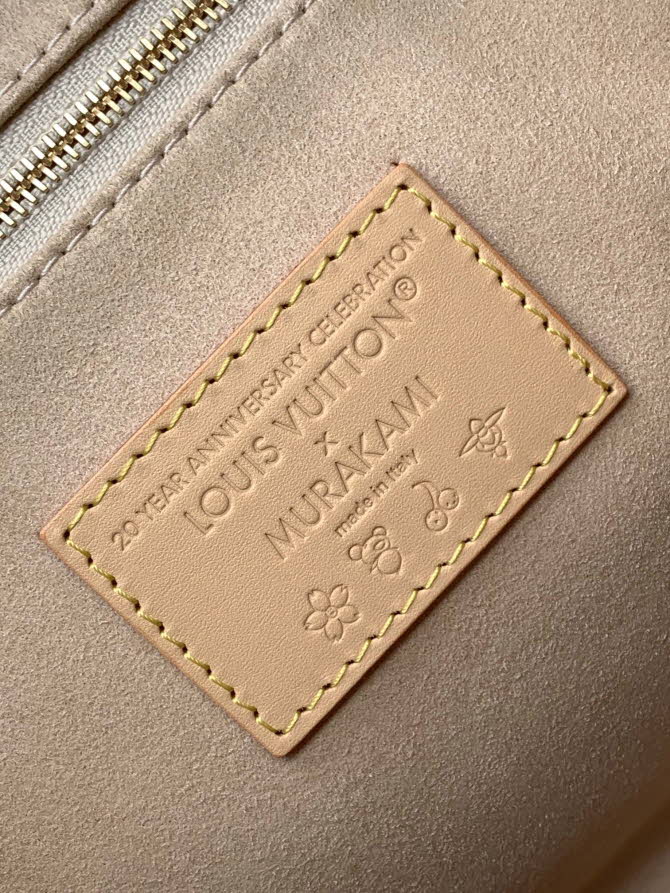 20 YEAR ANNIVERSARY CELEBRATION
LOUIS VUITTON®
x
MURAKAMI
made in Italy